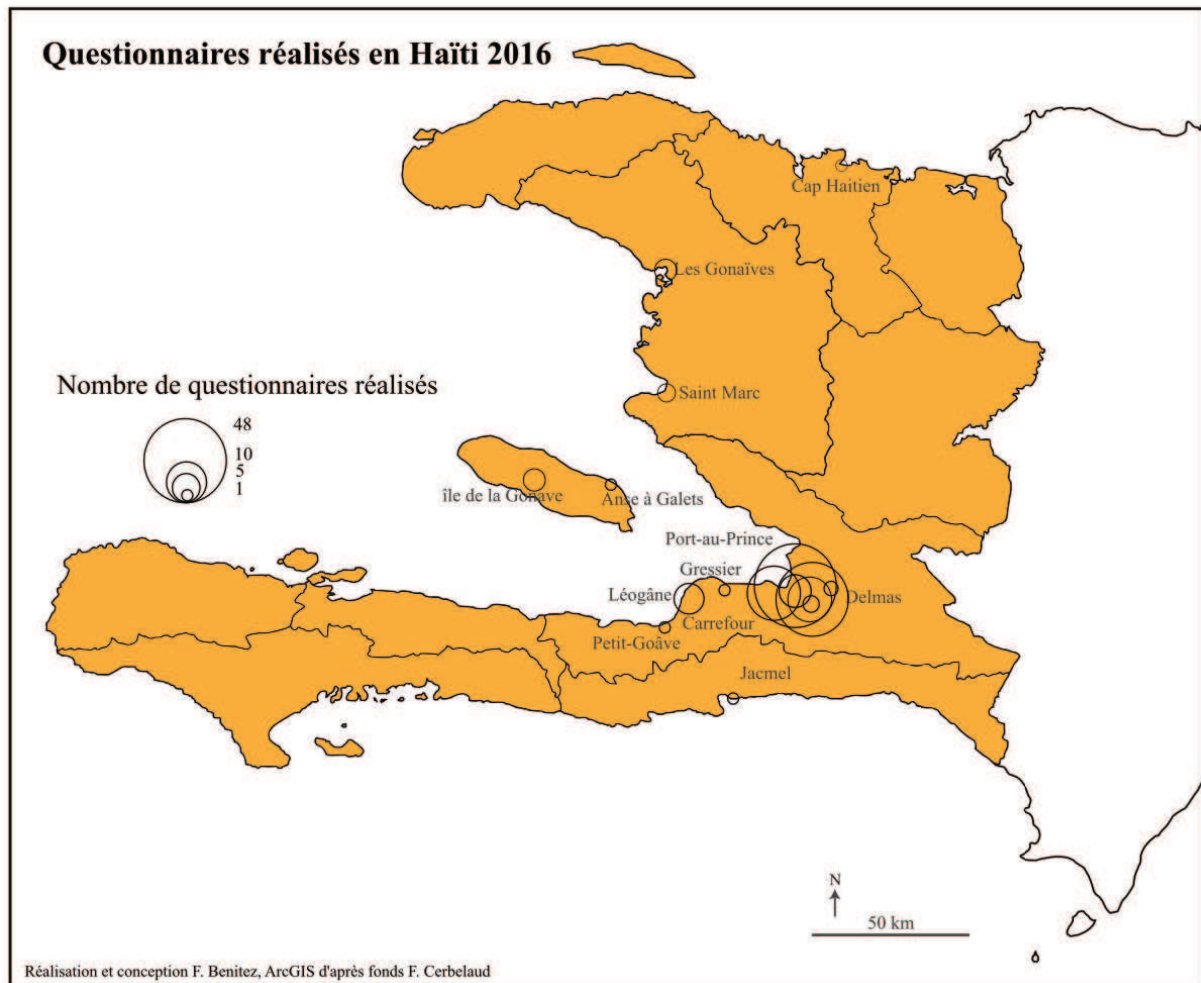 Questionnaires réalisés en Haïti 2016
Cap Haitien
Les Gonaïves
Nombre de questionnaires réalisés
48
10
5
1
Saint Marc
île de la Gonave
Anse à Galets
Port-au-Prince
Gressier
Léogâne
Delmas
Carrefour
Petit-Goâve
Jacmel
N
50 km
Réalisation et conception F. Benitez, ArcGIS d'après fonds F. Cerbelaud